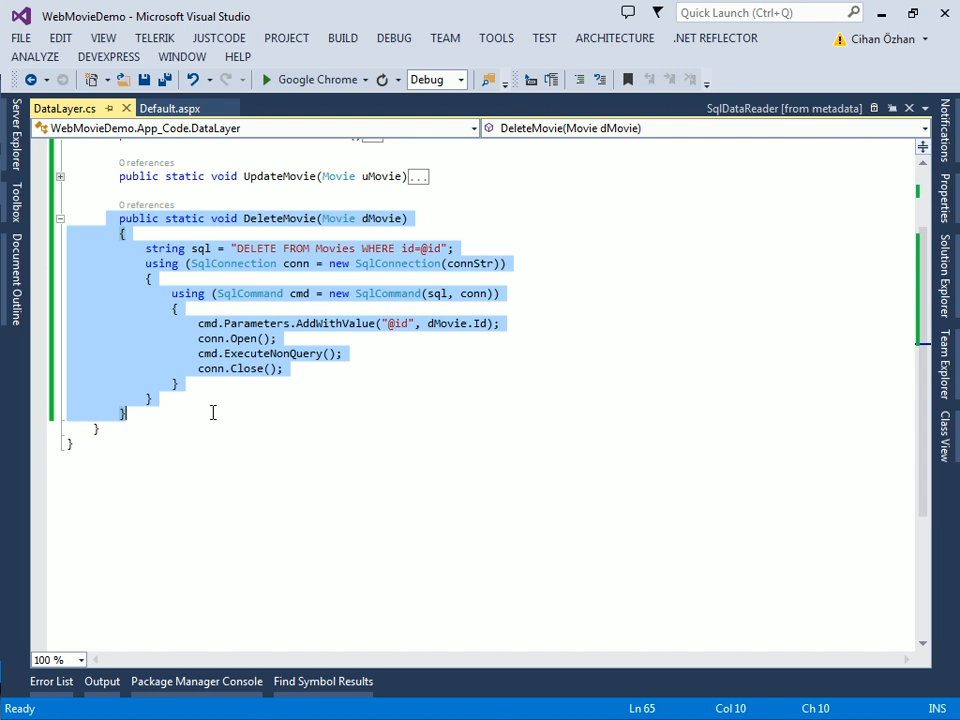 WebMovieDemo - Microsoft Visual Studio
Quick Launch (Ctrl+Q)
FILE EDIT VIEW TELERIK JUSTCODE PROJECT BUILD DEBUG TEAM TOOLS TEST ARCHITECTURE .NET REFLECTOR Cihan Özhan
ANALYZE DEVEXPRESS WINDOW HELP
Google Chrome Debug
DataLayer.cs Default.aspx SqlDataReader [from metadata]
WebMovieDemo.App_Code.DataLayer DeleteMovie(Movie dMovie)
Server Explorer
Toolbox
Document Outline
0 references
public static void UpdateMovie(Movie uMovie)...
0 references
public static void DeleteMovie(Movie dMovie)
{
string sql = "DELETE FROM Movies WHERE id=@id";
using (SqlConnection conn = new SqlConnection(connStr))
{
using (SqlCommand cmd = new SqlCommand(sql, conn))
{
cmd.Parameters.AddWithValue("@id", dMovie.Id);
conn.Open();
cmd.ExecuteNonQuery();
conn.Close();
}
}
}
}
}
Notifications
Properties
Solution Explorer
Team Explorer
Class View
100 %
Error List Output Package Manager Console Find Symbol Results
Ready Ln 65 Col 10 Ch 10 INS